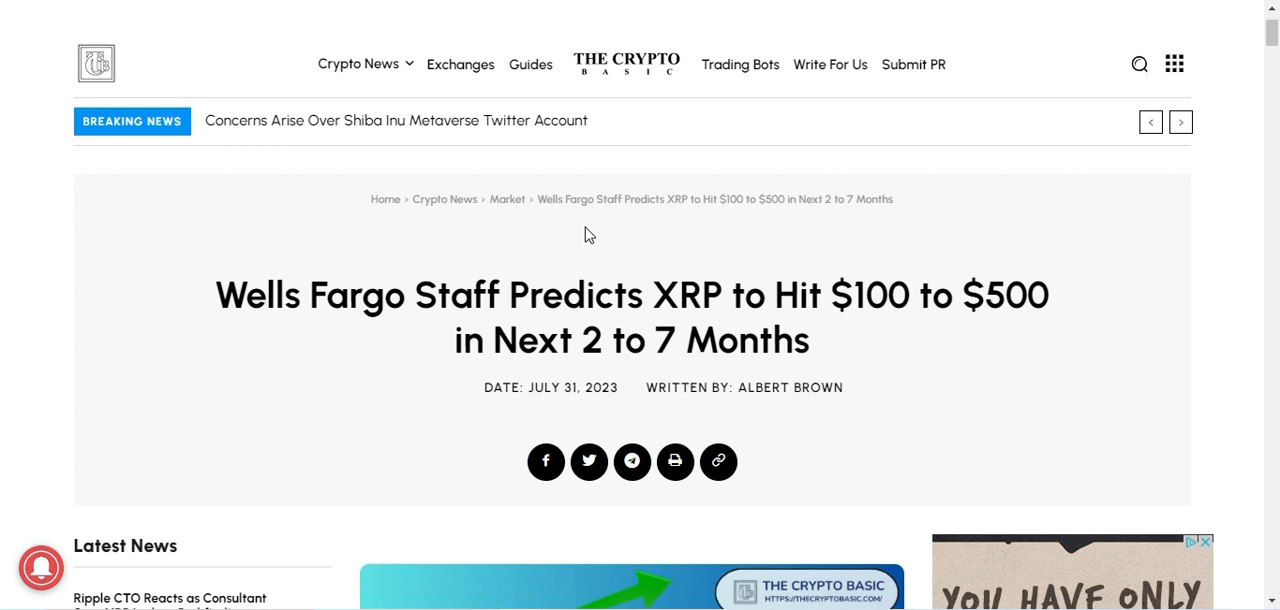 Crypto News
Exchanges
Guides
THE CRYPTO
BASIC
Trading Bots
Write For Us
Submit PR
BREAKING NEWS
Concerns Arise Over Shiba Inu Metaverse Twitter Account
Home › Crypto News › Market › Wells Fargo Staff Predicts XRP to Hit $100 to $500 in Next 2 to 7 Months
Wells Fargo Staff Predicts XRP to Hit $100 to $500
in Next 2 to 7 Months
DATE: JULY 31, 2023 WRITTEN BY: ALBERT BROWN
Latest News
Ripple CTO Reacts as Consultant
THE CRYPTO BASIC
HTTPS://THECRYPTOBASIC.COM/
YOU HAVE ONLY